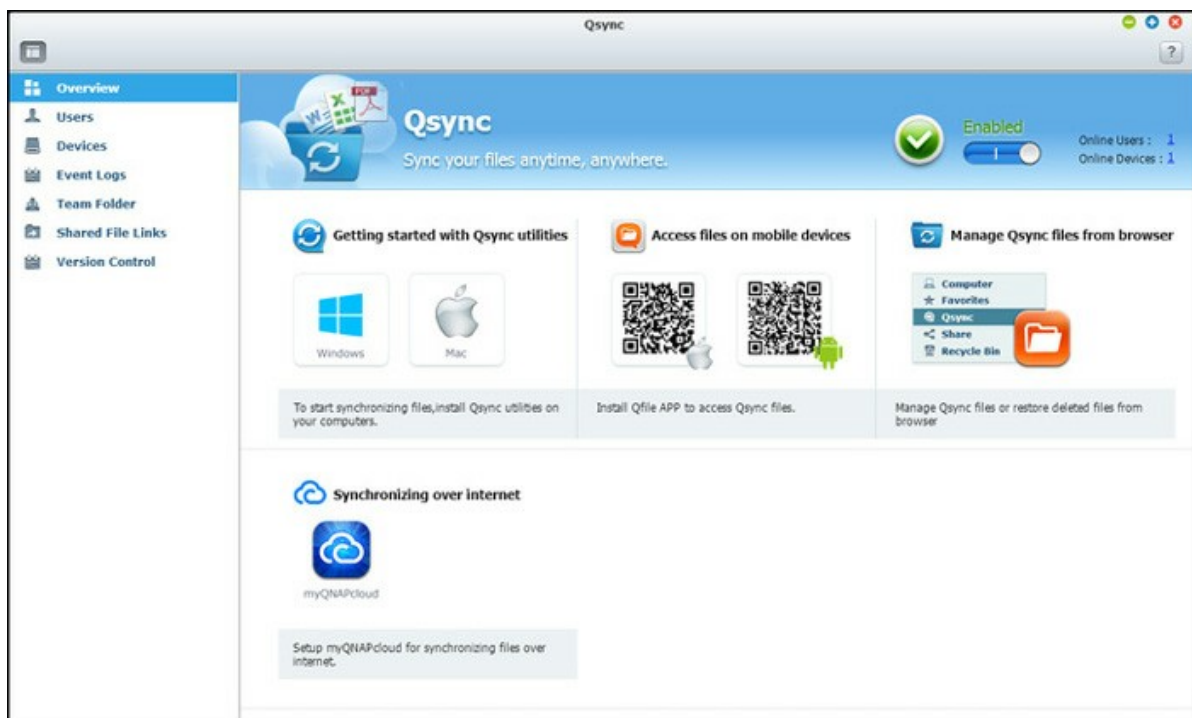 Qsync
?
Overview
Users
Devices
Event Logs
Team Folder
Shared File Links
Version Control
W X PDF
Qsync
Sync your files anytime, anywhere.
Enabled
Online Users : 1
Online Devices : 1
Getting started with Qsync utilities
Windows
Mac
To start synchronizing files,install Qsync utilities on
your computers.
Access files on mobile devices
Install Qfile APP to access Qsync files.
Manage Qsync files from browser
Computer
Favorites
Qsync
Share
Recycle Bin
Manage Qsync files or restore deleted files from
browser
Synchronizing over internet
myQNAPcloud
Setup myQNAPcloud for synchronizing files over
internet.